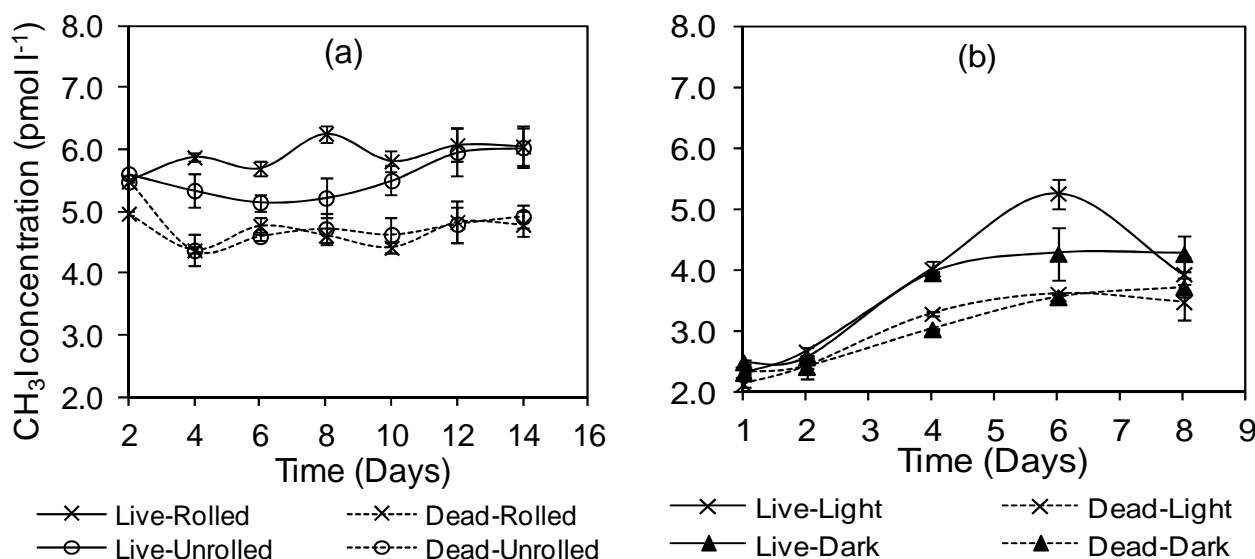 (a)
8.0
7.0
6.0
5.0
4.0
3.0
2.0
CH₃I concentration (pmol l⁻¹)
2 4 6 8 10 12 14 16
Time (Days)
Live-Rolled Dead-Rolled
Live-Unrolled Dead-Unrolled
(b)
8.0
7.0
6.0
5.0
4.0
3.0
2.0
1 2 3 4 5 6 7 8 9
Time (Days)
Live-Light Dead-Light
Live-Dark Dead-Dark